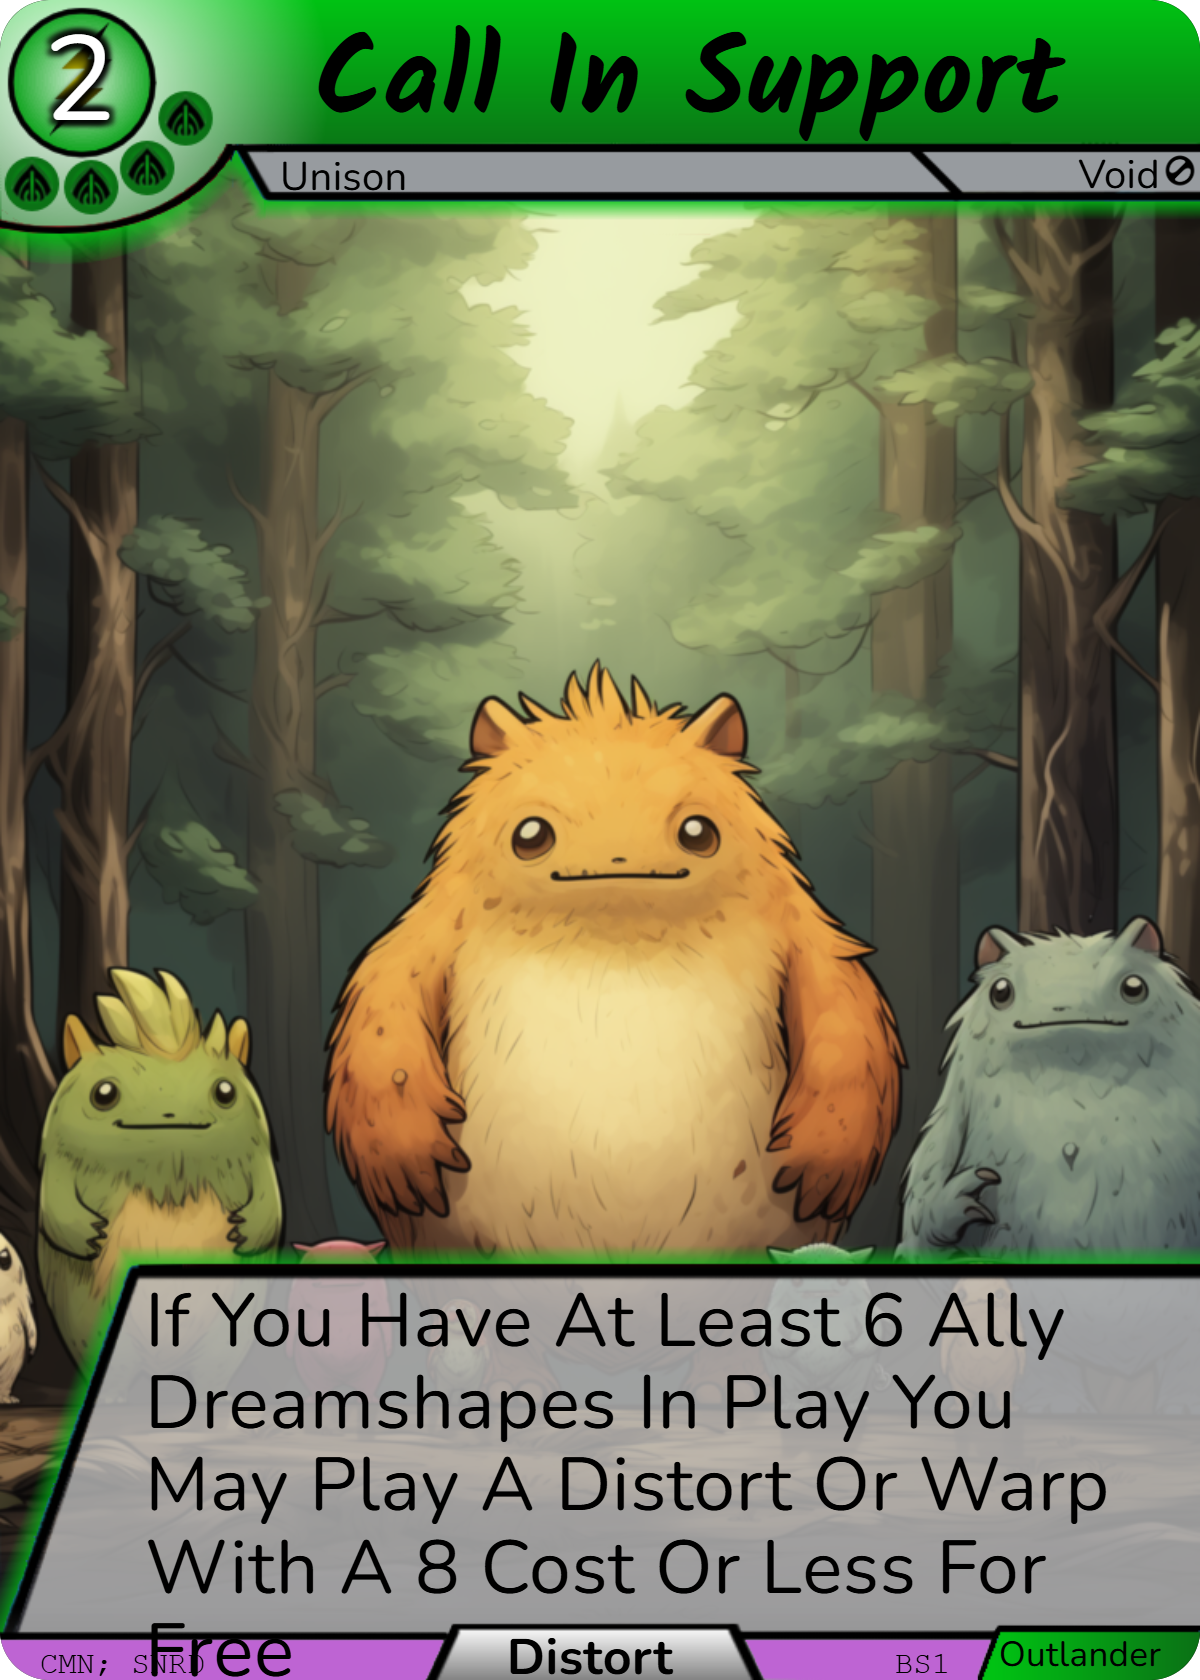 2
Call In Support
Unison
Void
If You Have At Least 6 Ally
Dreamshapes In Play You
May Play A Distort Or Warp
With A 8 Cost Or Less For
Free
CMN; SNRD
Distort
BS1
Outlander